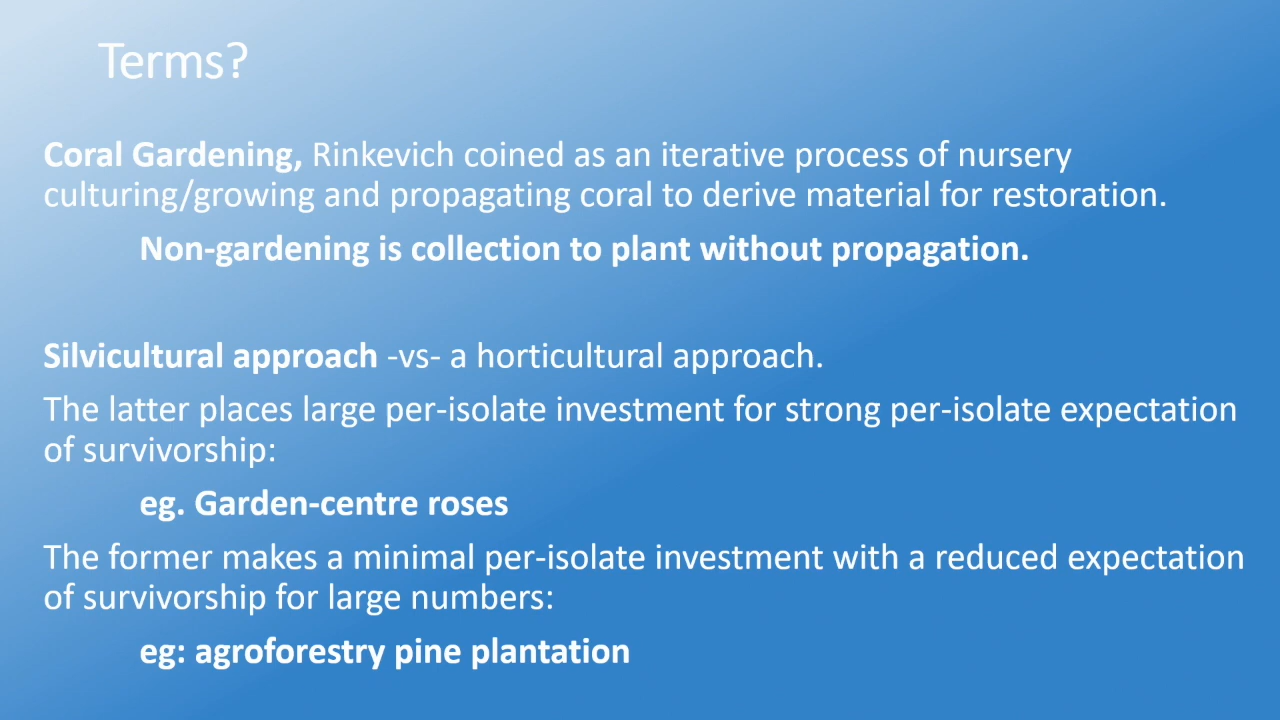 Terms?
Coral Gardening, Rinkevich coined as an iterative process of nursery
culturing/growing and propagating coral to derive material for restoration.
Non-gardening is collection to plant without propagation.
Silvicultural approach -vs- a horticultural approach.
The latter places large per-isolate investment for strong per-isolate expectation
of survivorship:
eg. Garden-centre roses
The former makes a minimal per-isolate investment with a reduced expectation
of survivorship for large numbers:
eg: agroforestry pine plantation